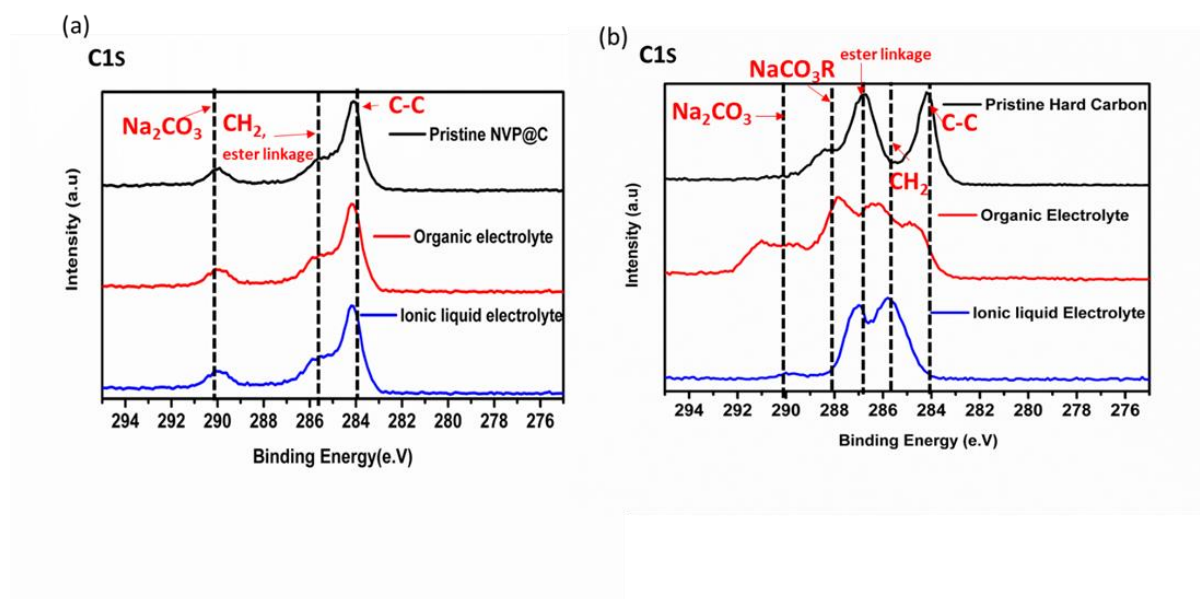 (a)
C1s
Na₂CO₃
CH₂,
ester linkage
C-C
Pristine NVP@C
Organic electrolyte
Ionic liquid electrolyte
Intensity (a.u)
294 292 290 288 286 284 282 280 278 276
Binding Energy(e.V)
(b)
C1s
Na₂CO₃
NaCO₃R
ester linkage
C-C
CH₂
Pristine Hard Carbon
Organic Electrolyte
Ionic liquid Electrolyte
Intensity (a.u)
294 292 290 288 286 284 282 280 278 276
Binding Energy (e.V)